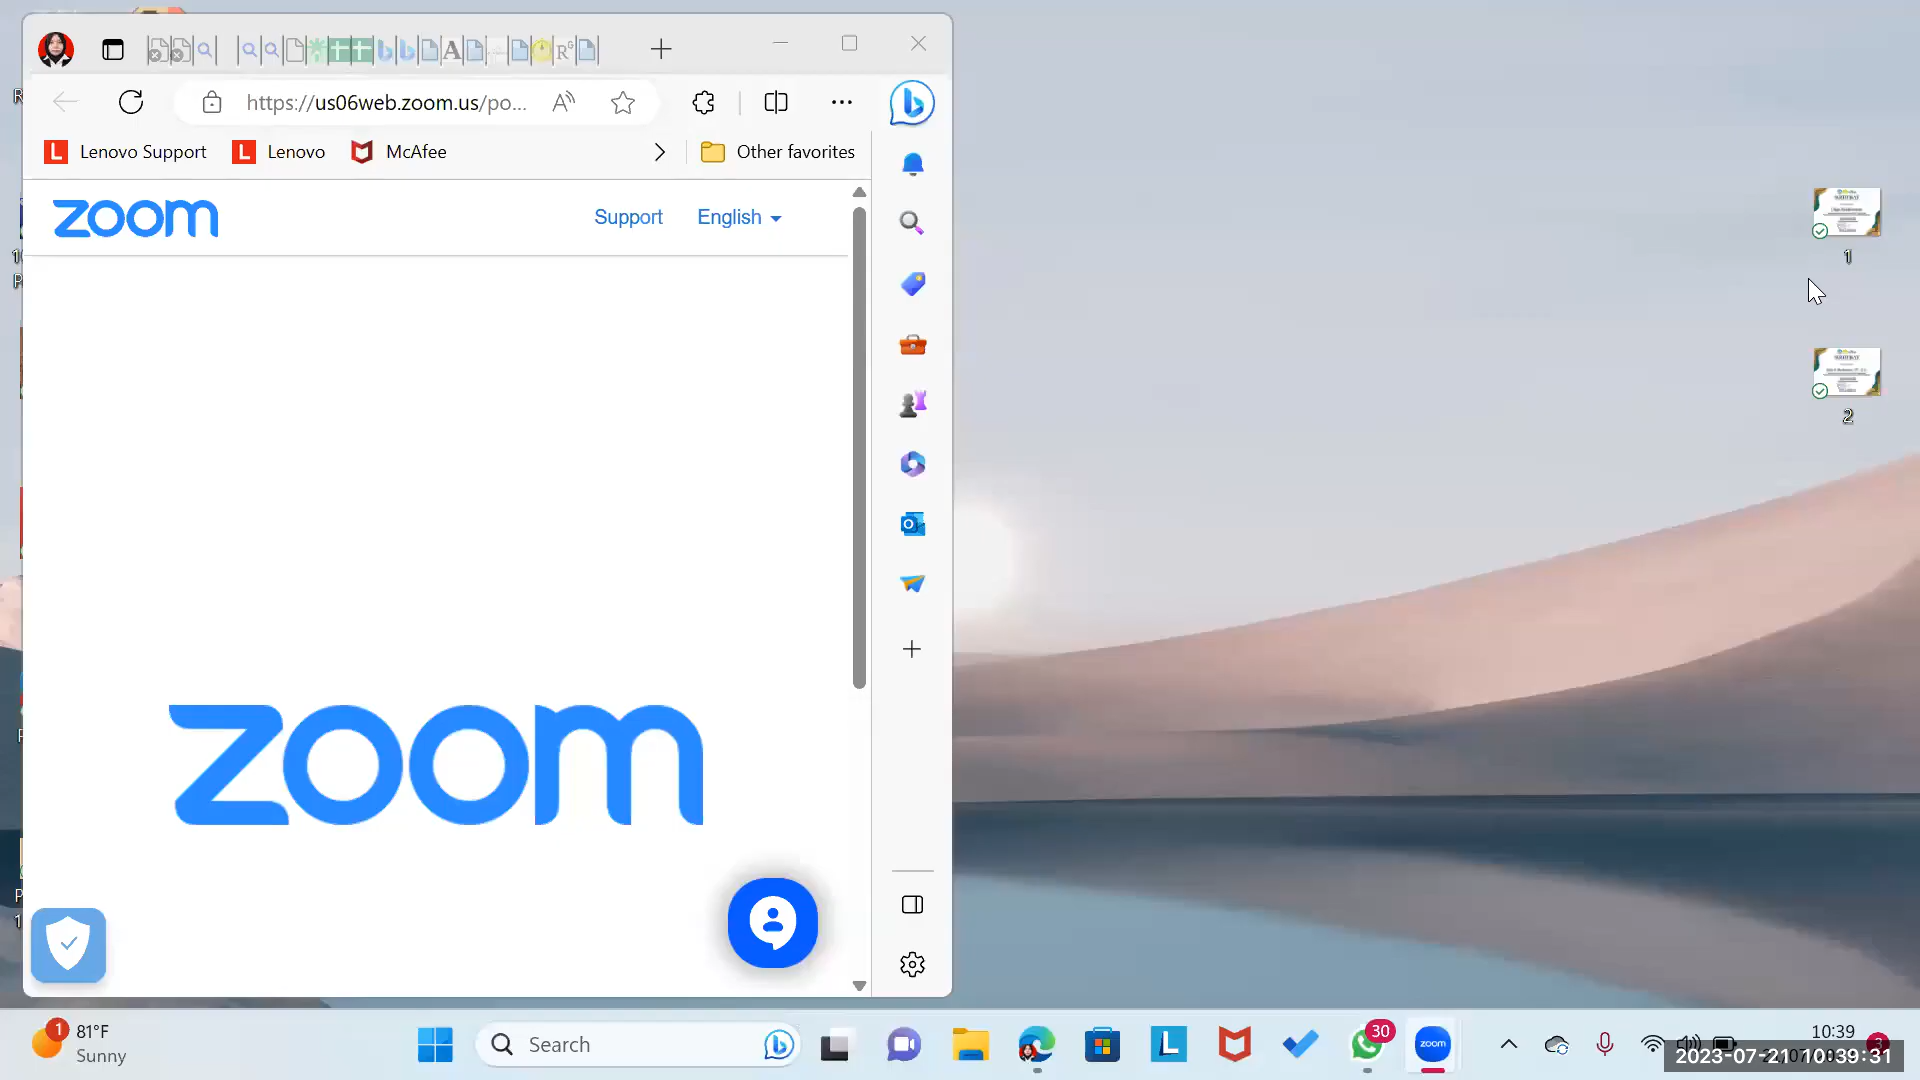 https://us06web.zoom.us/po...
Lenovo Support
Lenovo
McAfee
Other favorites
zoom
Support
English
zoom
1
2
1
81°F
Sunny
Search
L
30
zoom
10:39
2023-07-21 10:39:31